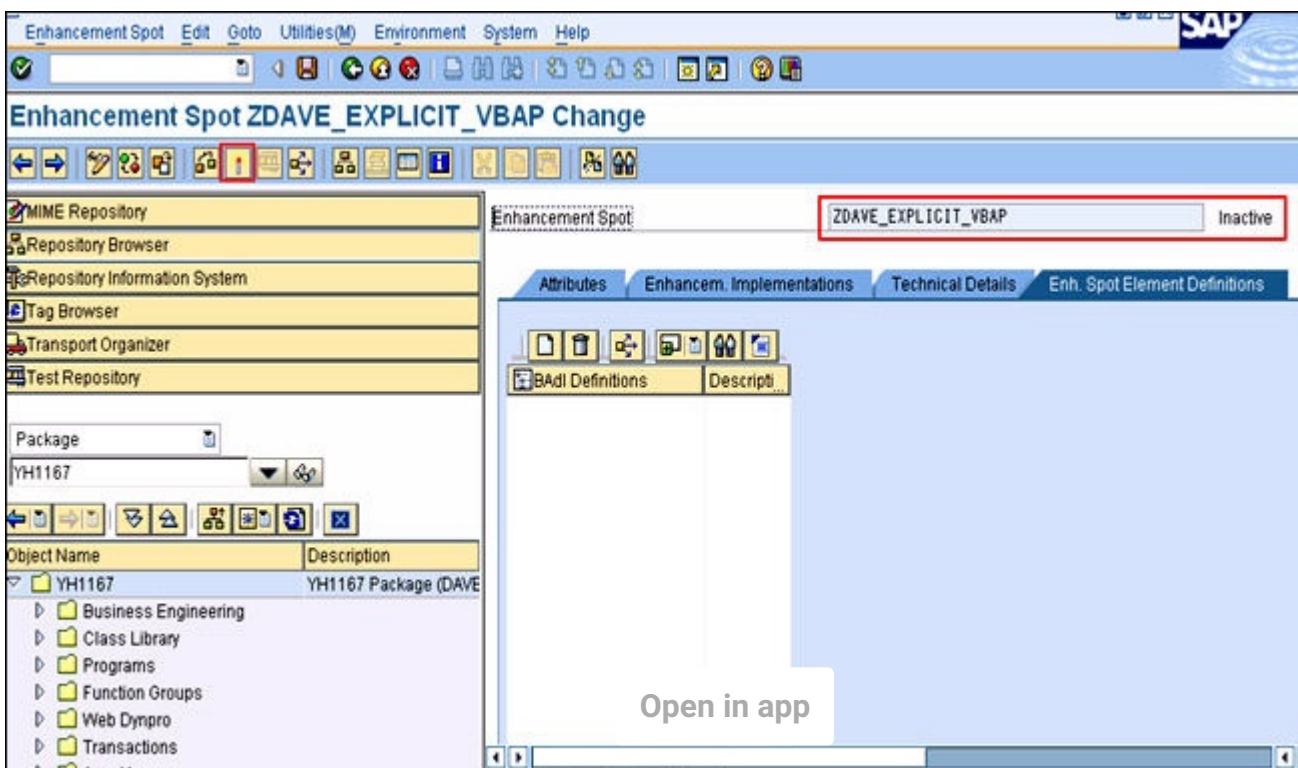 Enhancement Spot Edit Goto Utilities(M) Environment System Help
SAP
Enhancement Spot ZDAVE_EXPLICIT_VBAP Change
MIME Repository
Repository Browser
Repository Information System
Tag Browser
Transport Organizer
Test Repository
Package
YH1167
Object Name Description
YH1167 YH1167 Package (DAVE
Business Engineering
Class Library
Programs
Function Groups
Web Dynpro
Transactions
Enhancement Spot ZDAVE_EXPLICIT_VBAP Inactive
Attributes Enhancem. Implementations Technical Details Enh. Spot Element Definitions
BAdI Definitions Descripti...
Open in app